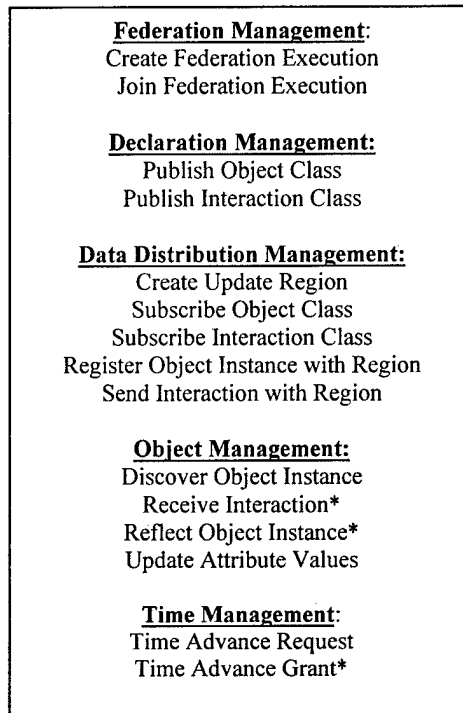 Federation Management:
Create Federation Execution
Join Federation Execution
Declaration Management:
Publish Object Class
Publish Interaction Class
Data Distribution Management:
Create Update Region
Subscribe Object Class
Subscribe Interaction Class
Register Object Instance with Region
Send Interaction with Region
Object Management:
Discover Object Instance
Receive Interaction*
Reflect Object Instance*
Update Attribute Values
Time Management:
Time Advance Request
Time Advance Grant*